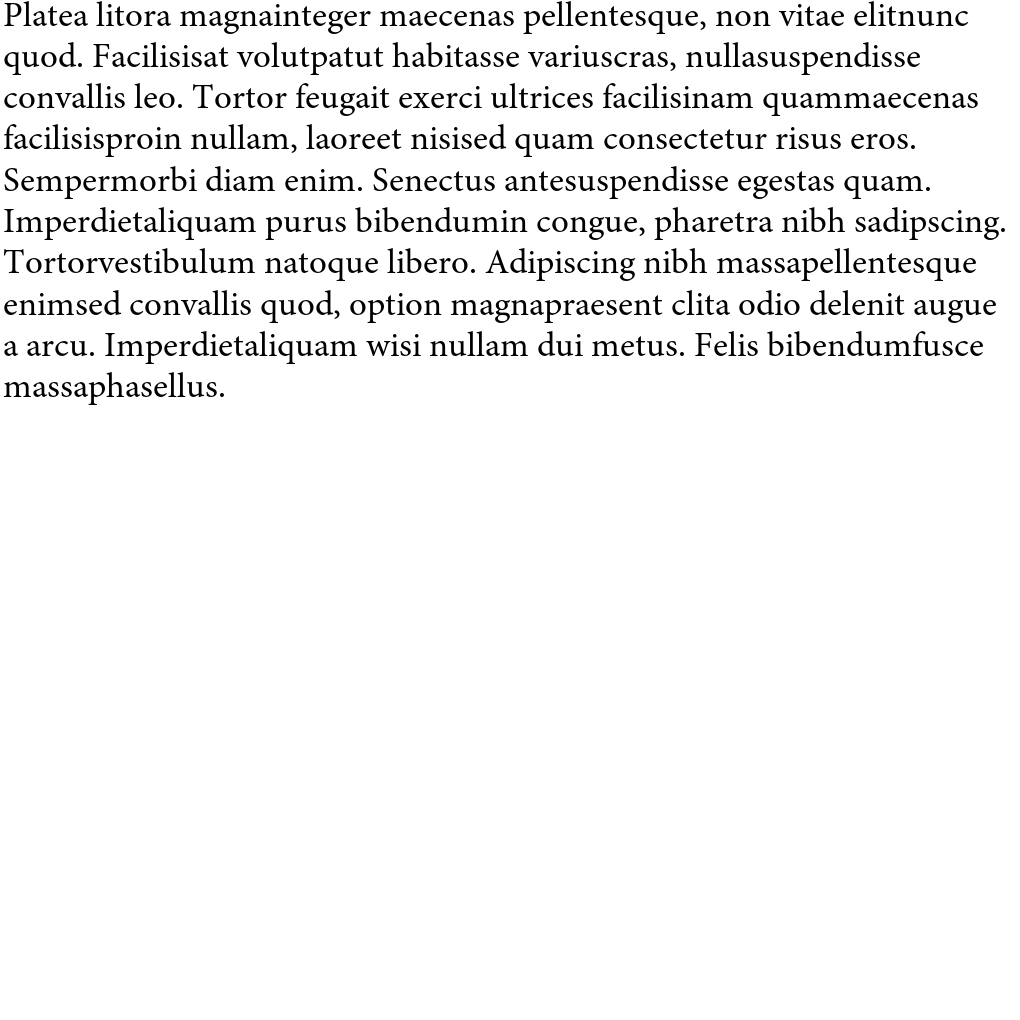 Platea litora magnainteger maecenas pellentesque, non vitae elitnunc
quod. Facilisisat volutpatut habitasse variuscras, nullasuspendisse
convallis leo. Tortor feugait exerci ultrices facilisinam quammaecenas
facilisisproin nullam, laoreet nisised quam consectetur risus eros.
Sempermorbi diam enim. Senectus antesuspendisse egestas quam.
Imperdietaliquam purus bibendumin congue, pharetra nibh sadipscing.
Tortorvestibulum natoque libero. Adipiscing nibh massapellentesque
enimsed convallis quod, option magnapraesent clita odio delenit augue
a arcu. Imperdietaliquam wisi nullam dui metus. Felis bibendumfusce
massaphasellus.